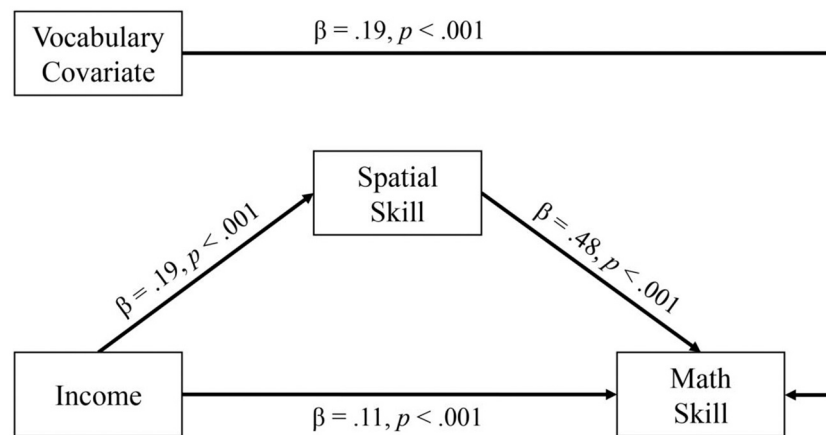 β = .19, p < .001
Vocabulary
Covariate
Spatial
Skill
β = .19, p < .001
β = .48, p < .001
Income
β = .11, p < .001
Math
Skill